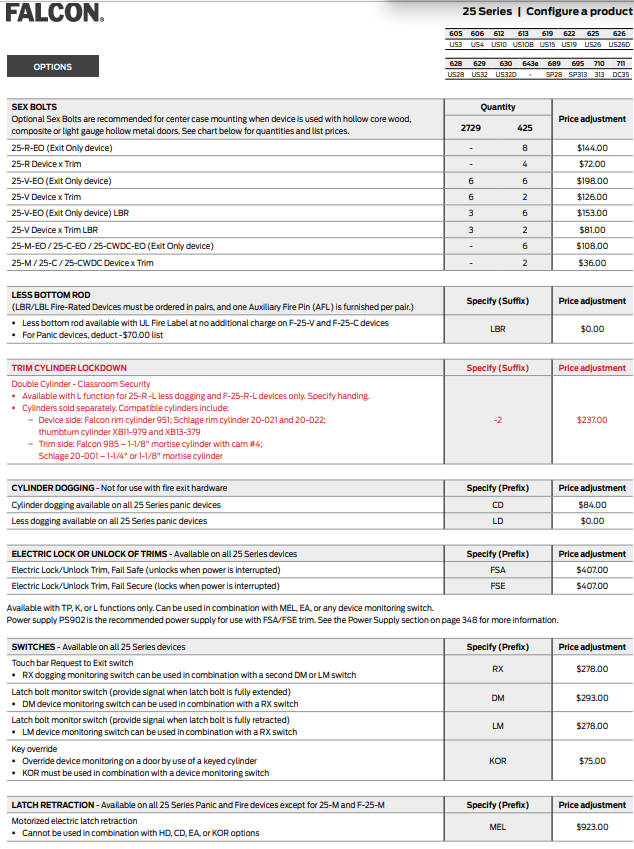 FALCON.
25 Series | Configure a product
605 606 612 613 619 622 625 626
US3 US4 US10 US10B US15 US19 US26 US26D
628 629 630 643e 689 695 710 711
US28 US32 US32D - SP28 SP313 313 DC35
OPTIONS
SEX BOLTS
Optional Sex Bolts are recommended for center case mounting when device is used with hollow core wood,
composite or light gauge hollow metal doors. See chart below for quantities and list prices.
Quantity
2729 425
Price adjustment
25-R-EO (Exit Only device) - 8 $144.00
25-R Device x Trim - 4 $72.00
25-V-EO (Exit Only device) 6 6 $198.00
25-V Device x Trim 6 2 $126.00
25-V-EO (Exit Only device) LBR 3 6 $153.00
25-V Device x Trim LBR 3 2 $81.00
25-M-EO / 25-C-EO / 25-CWDC-EO (Exit Only device) - 6 $108.00
25-M / 25-C / 25-CWDC Device x Trim - 2 $36.00
LESS BOTTOM ROD
(LBR/LBL Fire-Rated Devices must be ordered in pairs, and one Auxiliary Fire Pin (AFL) is furnished per pair.)
Specify (Suffix) Price adjustment
• Less bottom rod available with UL Fire Label at no additional charge on F-25-V and F-25-C devices
• For Panic devices, deduct -$70.00 list
LBR $0.00
TRIM CYLINDER LOCKDOWN Specify (Suffix) Price adjustment
Double Cylinder - Classroom Security
• Available with L function for 25-R -L less dogging and F-25-R-L devices only. Specify handing.
• Cylinders sold separately. Compatible cylinders include:
– Device side: Falcon rim cylinder 951; Schlage rim cylinder 20-021 and 20-022;
thumbturn cylinder XB11-979 and XB13-379
– Trim side: Falcon 985 – 1-1/8" mortise cylinder with cam #4;
Schlage 20-001 – 1-1/4" or 1-1/8" mortise cylinder
-2 $237.00
CYLINDER DOGGING - Not for use with fire exit hardware Specify (Prefix) Price adjustment
Cylinder dogging available on all 25 Series panic devices CD $84.00
Less dogging available on all 25 Series panic devices LD $0.00
ELECTRIC LOCK OR UNLOCK OF TRIMS - Available on all 25 Series devices Specify (Prefix) Price adjustment
Electric Lock/Unlock Trim, Fail Safe (unlocks when power is interrupted) FSA $407.00
Electric Lock/Unlock Trim, Fail Secure (locks when power is interrupted) FSE $407.00
Available with TP, K, or L functions only. Can be used in combination with MEL, EA, or any device monitoring switch.
Power supply PS902 is the recommended power supply for use with FSA/FSE trim. See the Power Supply section on page 348 for more information.
SWITCHES - Available on all 25 Series devices Specify (Prefix) Price adjustment
Touch bar Request to Exit switch
• RX dogging monitoring switch can be used in combination with a second DM or LM switch
RX $278.00
Latch bolt monitor switch (provide signal when latch bolt is fully extended)
• DM device monitoring switch can be used in combination with a RX switch
DM $293.00
Latch bolt monitor switch (provide signal when latch bolt is fully retracted)
• LM device monitoring switch can be used in combination with a RX switch
LM $278.00
Key override
• Override device monitoring on a door by use of a keyed cylinder
• KOR must be used in combination with a device monitoring switch
KOR $75.00
LATCH RETRACTION - Available on all 25 Series Panic and Fire devices except for 25-M and F-25-M Specify (Prefix) Price adjustment
Motorized electric latch retraction
• Cannot be used in combination with HD, CD, EA, or KOR options
MEL $923.00